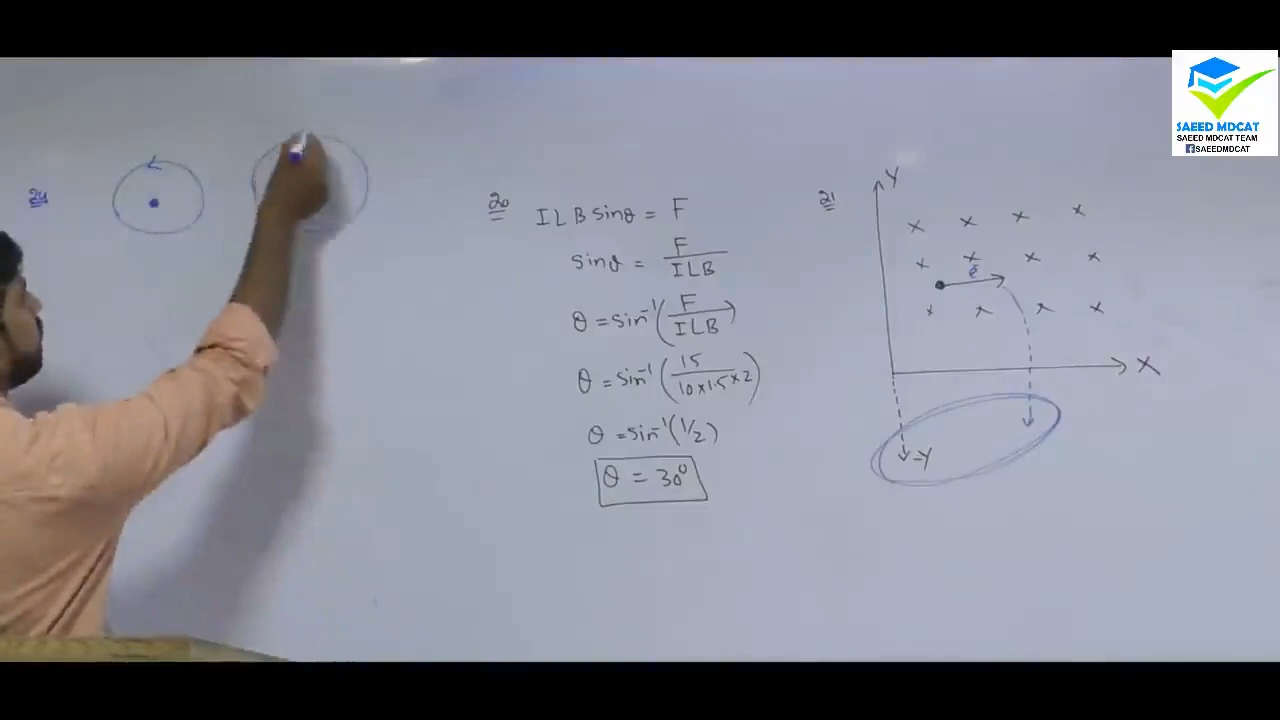 SAEED MDCAT
SAEED MDCAT TEAM
SAEEDMDCAT
24
20
ILB sinθ = F
sinθ = F/ILB
θ = sin⁻¹(F/ILB)
θ = sin⁻¹(15/10×1.5×2)
θ = sin⁻¹(1/2)
θ = 30°
21
Y
× × × ×
× × × ×
e
× × × ×
X
-Y